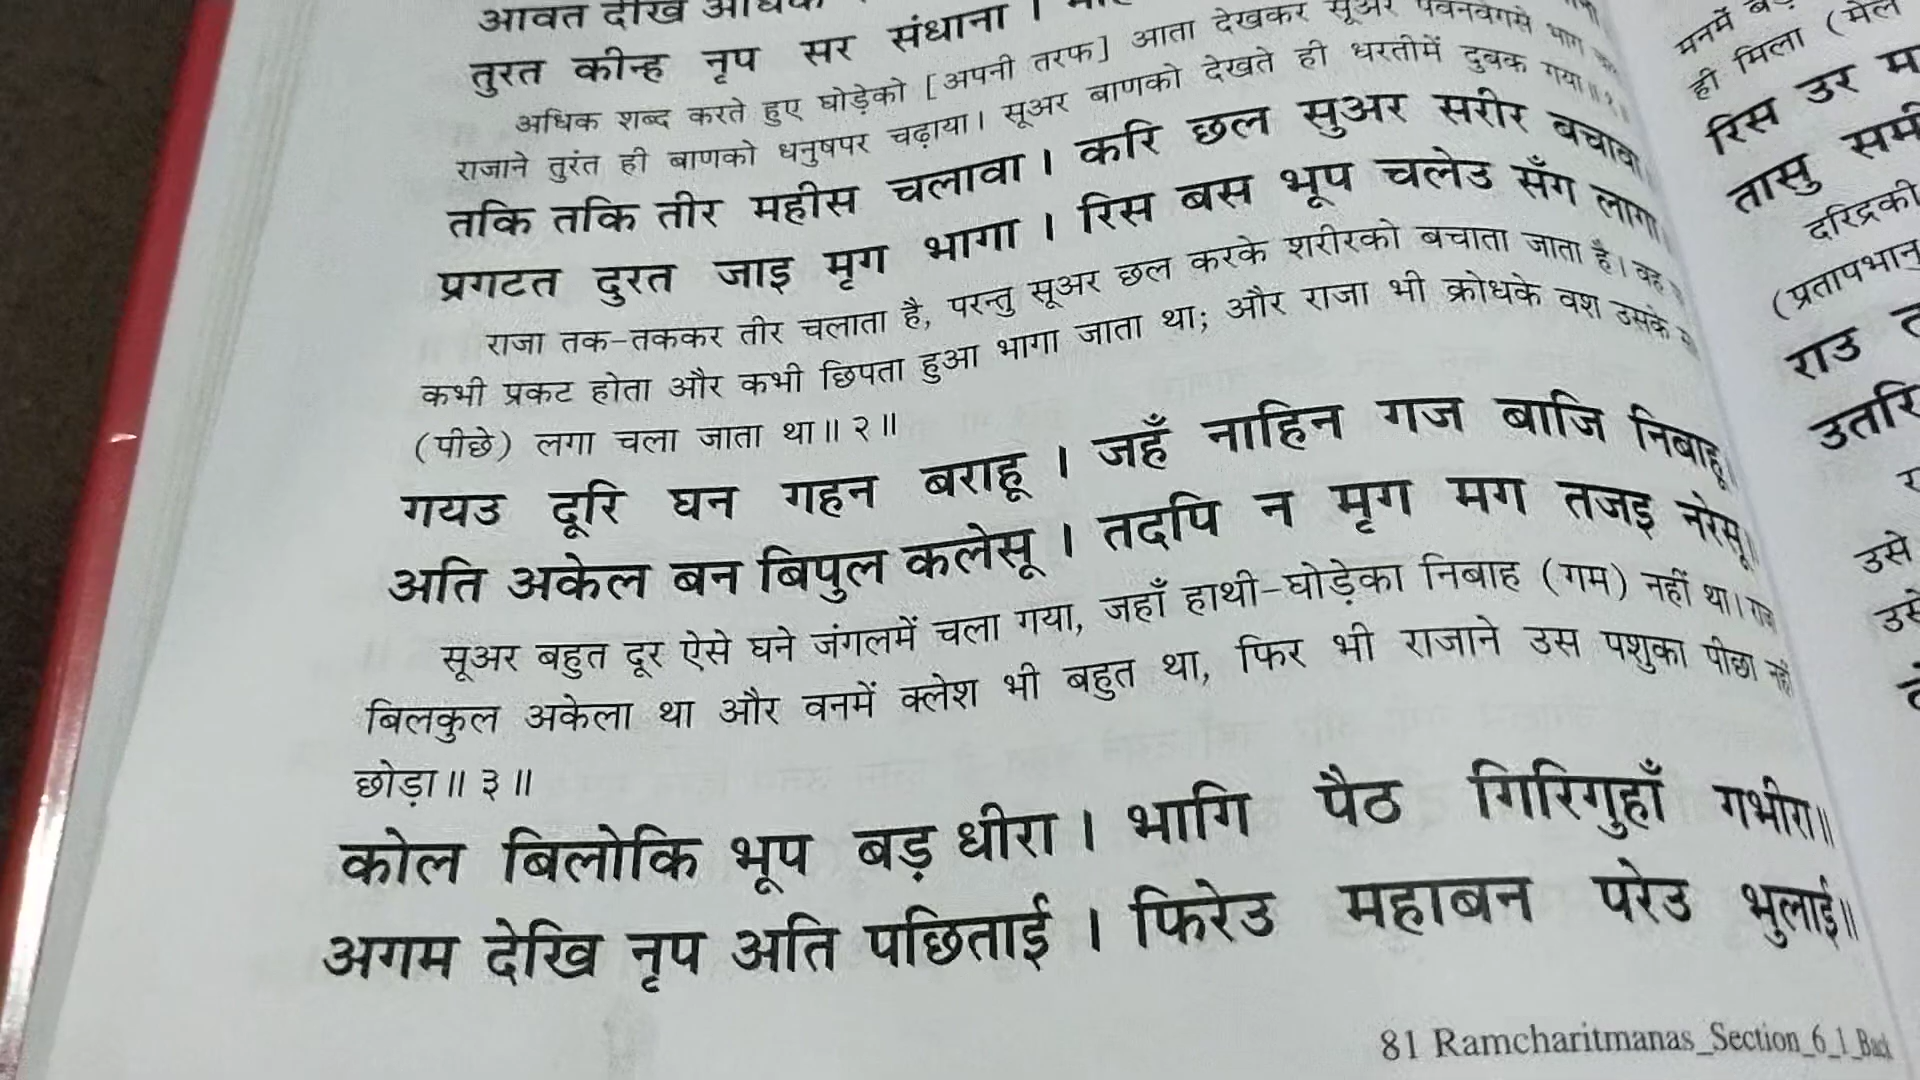 आवत देखि अधिक
तुरत कीन्ह नृप सर संधाना ।
अधिक शब्द करते हुए घोड़ेको [अपनी तरफ] आता देखकर सूअर पवनवेगसे भाग
राजाने तुरंत ही बाणको धनुषपर चढ़ाया। सूअर बाणको देखते ही धरतीमें दुबक गया॥१॥
तकि तकि तीर महीस चलावा । करि छल सुअर सरीर बचावा
प्रगटत दुरत जाइ मृग भागा । रिस बस भूप चलेउ सँग लागा
राजा तक-तककर तीर चलाता है, परन्तु सूअर छल करके शरीरको बचाता जाता है। वह
कभी प्रकट होता और कभी छिपता हुआ भागा जाता था; और राजा भी क्रोधके वश उसके
(पीछे) लगा चला जाता था॥ २॥
गयउ दूरि घन गहन बराहू । जहँ नाहिन गज बाजि निबाहू
अति अकेल बन बिपुल कलेसू । तदपि न मृग मग तजइ नरेसू
सूअर बहुत दूर ऐसे घने जंगलमें चला गया, जहाँ हाथी-घोड़ेका निबाह (गम) नहीं था।
बिलकुल अकेला था और वनमें क्लेश भी बहुत था, फिर भी राजाने उस पशुका पीछा नहीं
छोड़ा॥ ३॥
कोल बिलोकि भूप बड़ धीरा । भागि पैठ गिरिगुहाँ गभीरा॥
अगम देखि नृप अति पछिताई । फिरेउ महाबन परेउ भुलाई॥
81 Ramcharitmanas_Section_6_1_Back
मनमें
ही मिला (मेल
रिस उर
तासु
दरिद्रकी
(प्रतापभानु
राउ
उतरि
उसे